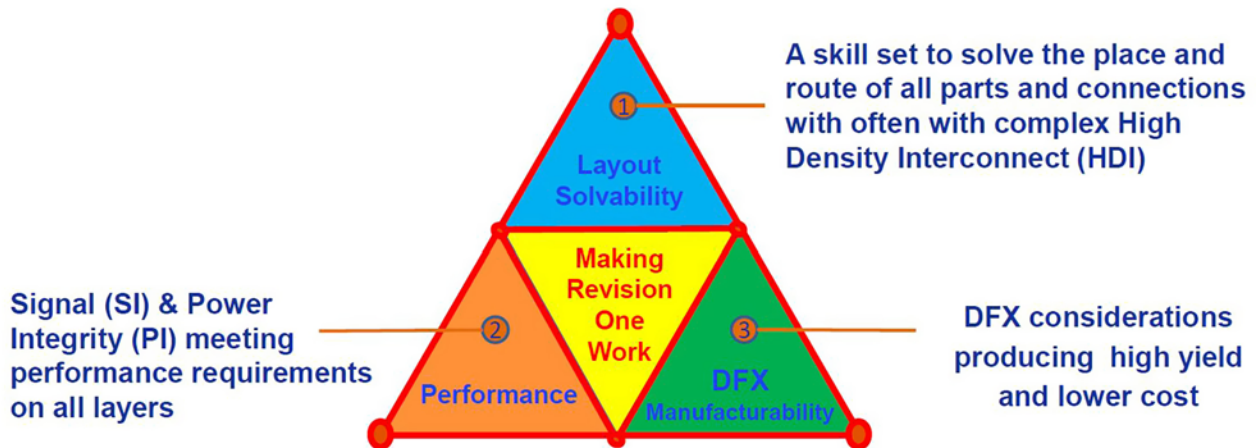 A skill set to solve the place and
route of all parts and connections
with often with complex High
Density Interconnect (HDI)
1
Layout
Solvability
Making
Revision
One
Work
Signal (SI) & Power
Integrity (PI) meeting
performance requirements
on all layers
2
Performance
3
DFX
Manufacturability
DFX considerations
producing high yield
and lower cost